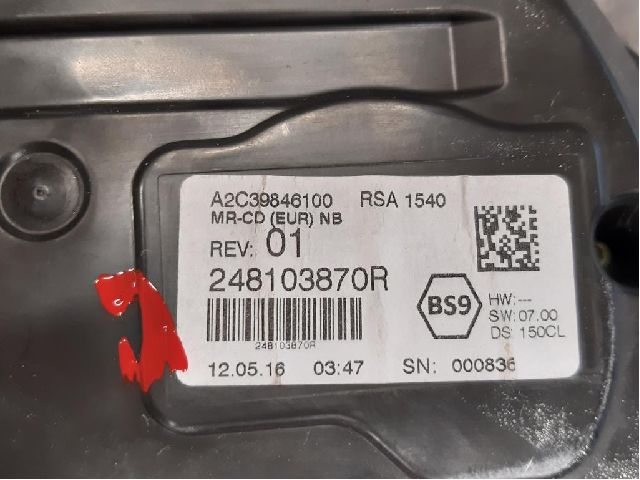 A2C39846100 RSA 1540
MR-CD (EUR) NB
REV: 01
248103870R
248103870R
BS9
HW:---
SW:07.00
DS: 150CL
12.05.16 03:47 SN: 000836